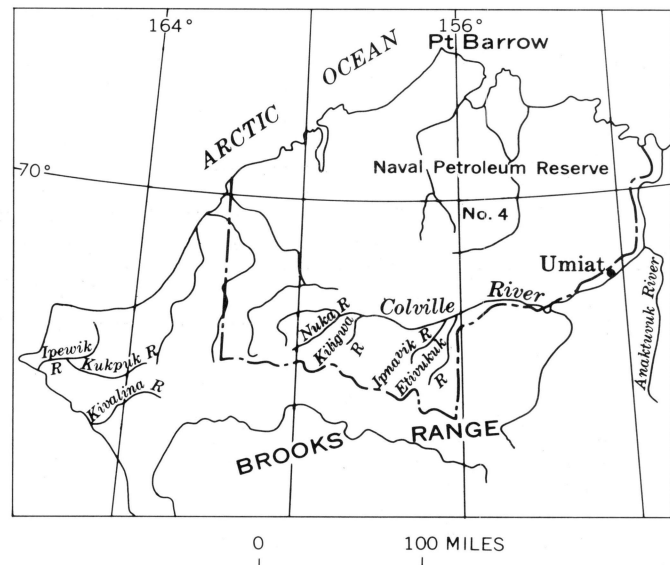 164°
156°
Pt Barrow
ARCTIC OCEAN
70°
Naval Petroleum Reserve
No. 4
Umiat
Colville River
Nuka R
Kiligwa R
Ipnavik R
Etivukuk R
Anaktuvuk River
Ipewik R
Kukpuk R
Kivalina R
BROOKS RANGE
0 100 MILES